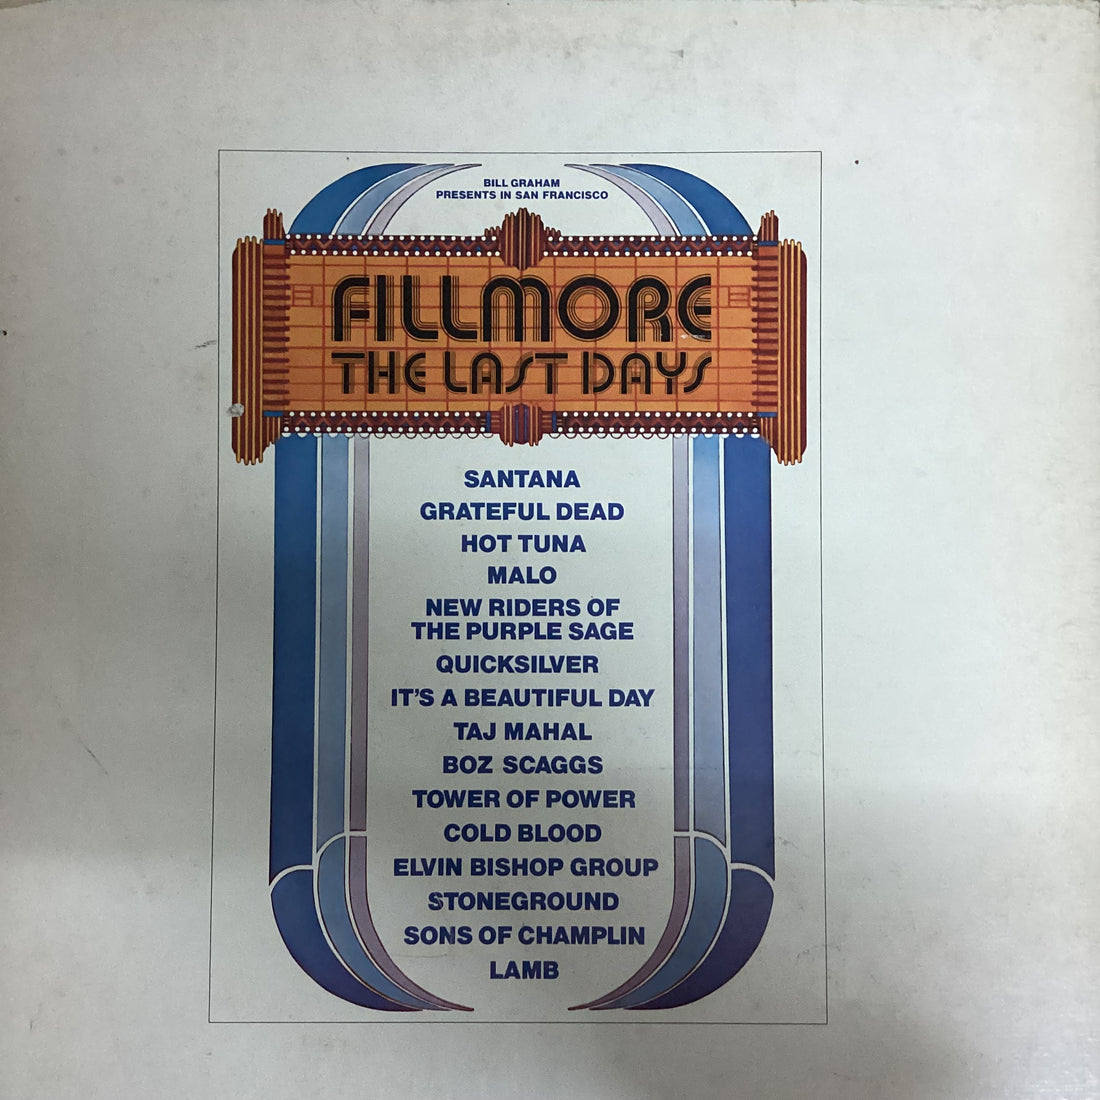 BILL GRAHAM
PRESENTS IN SAN FRANCISCO
FILLMORE
THE LAST DAYS
SANTANA
GRATEFUL DEAD
HOT TUNA
MALO
NEW RIDERS OF
THE PURPLE SAGE
QUICKSILVER
IT'S A BEAUTIFUL DAY
TAJ MAHAL
BOZ SCAGGS
TOWER OF POWER
COLD BLOOD
ELVIN BISHOP GROUP
STONEGROUND
SONS OF CHAMPLIN
LAMB